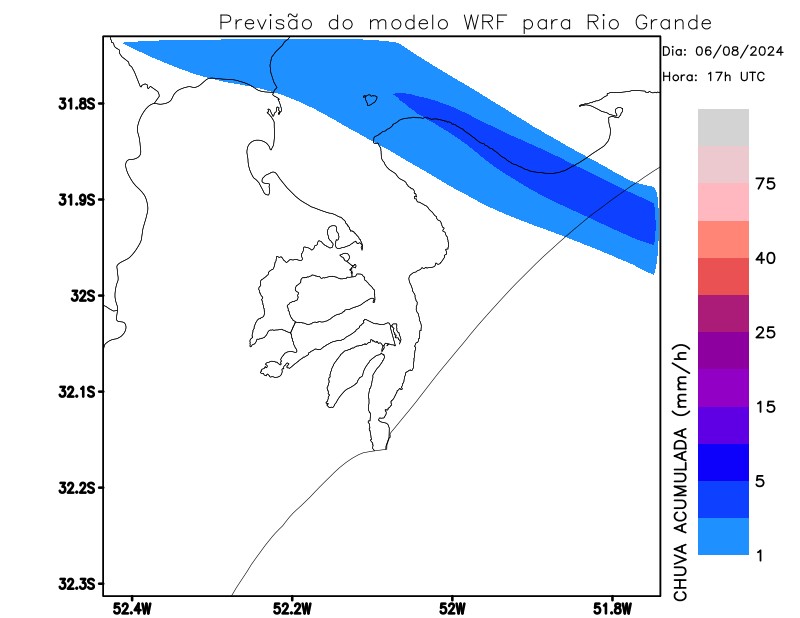 Previsão do modelo WRF para Rio Grande
Dia: 06/08/2024
Hora: 17h UTC
31.8S
31.9S
32S
32.1S
32.2S
32.3S
52.4W
52.2W
52W
51.8W
CHUVA ACUMULADA (mm/h)
75
40
25
15
5
1